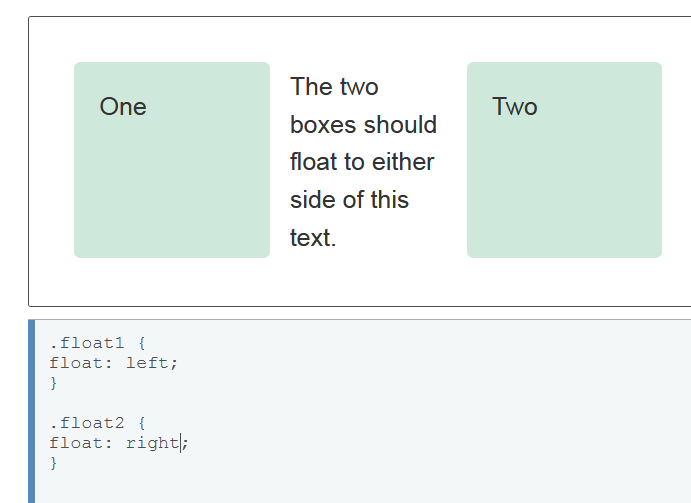 One
The two
boxes should
float to either
side of this
text.
Two
.float1 {
float: left;
}
.float2 {
float: right;
}